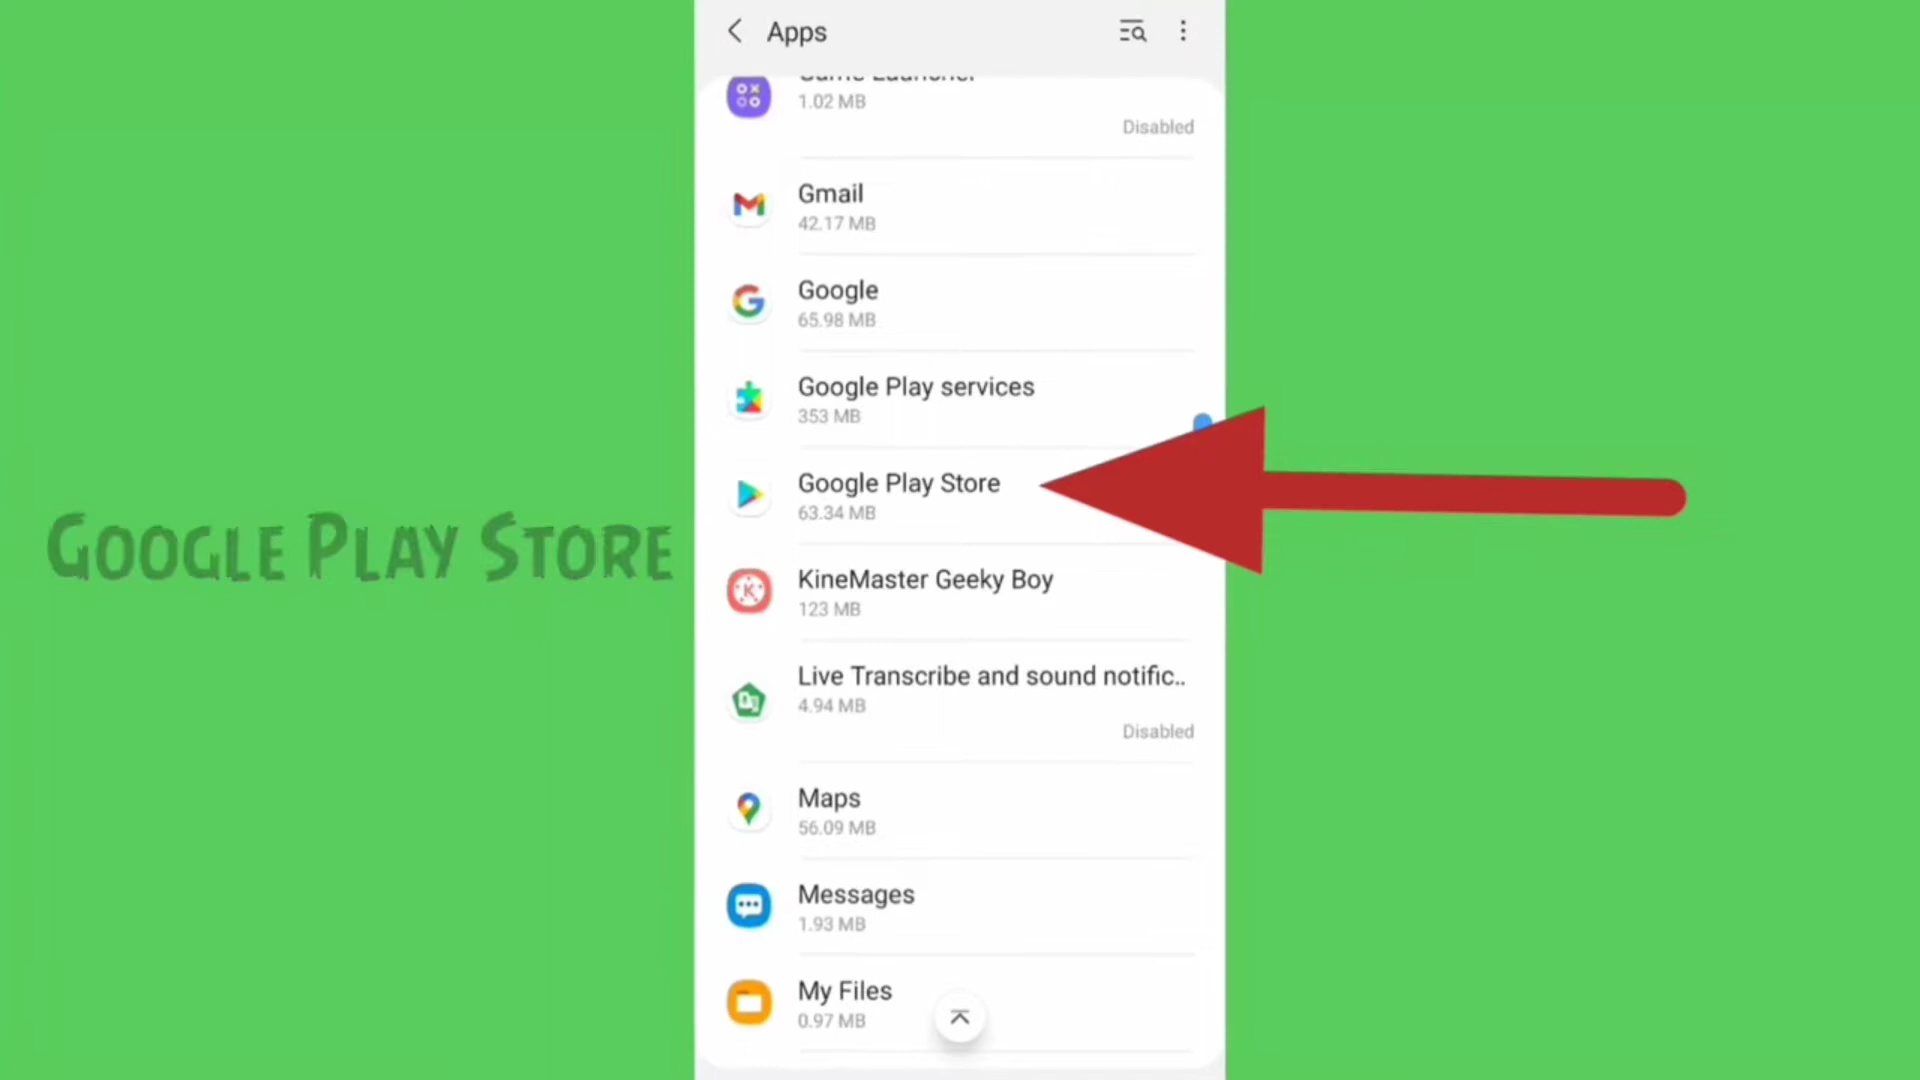 Apps
Game Launcher
1.02 MB
Disabled
Gmail
42.17 MB
Google
65.98 MB
Google Play services
353 MB
Google Play Store
63.34 MB
GOOGLE PLAY STORE
KineMaster Geeky Boy
123 MB
Live Transcribe and sound notific..
4.94 MB
Disabled
Maps
56.09 MB
Messages
1.93 MB
My Files
0.97 MB